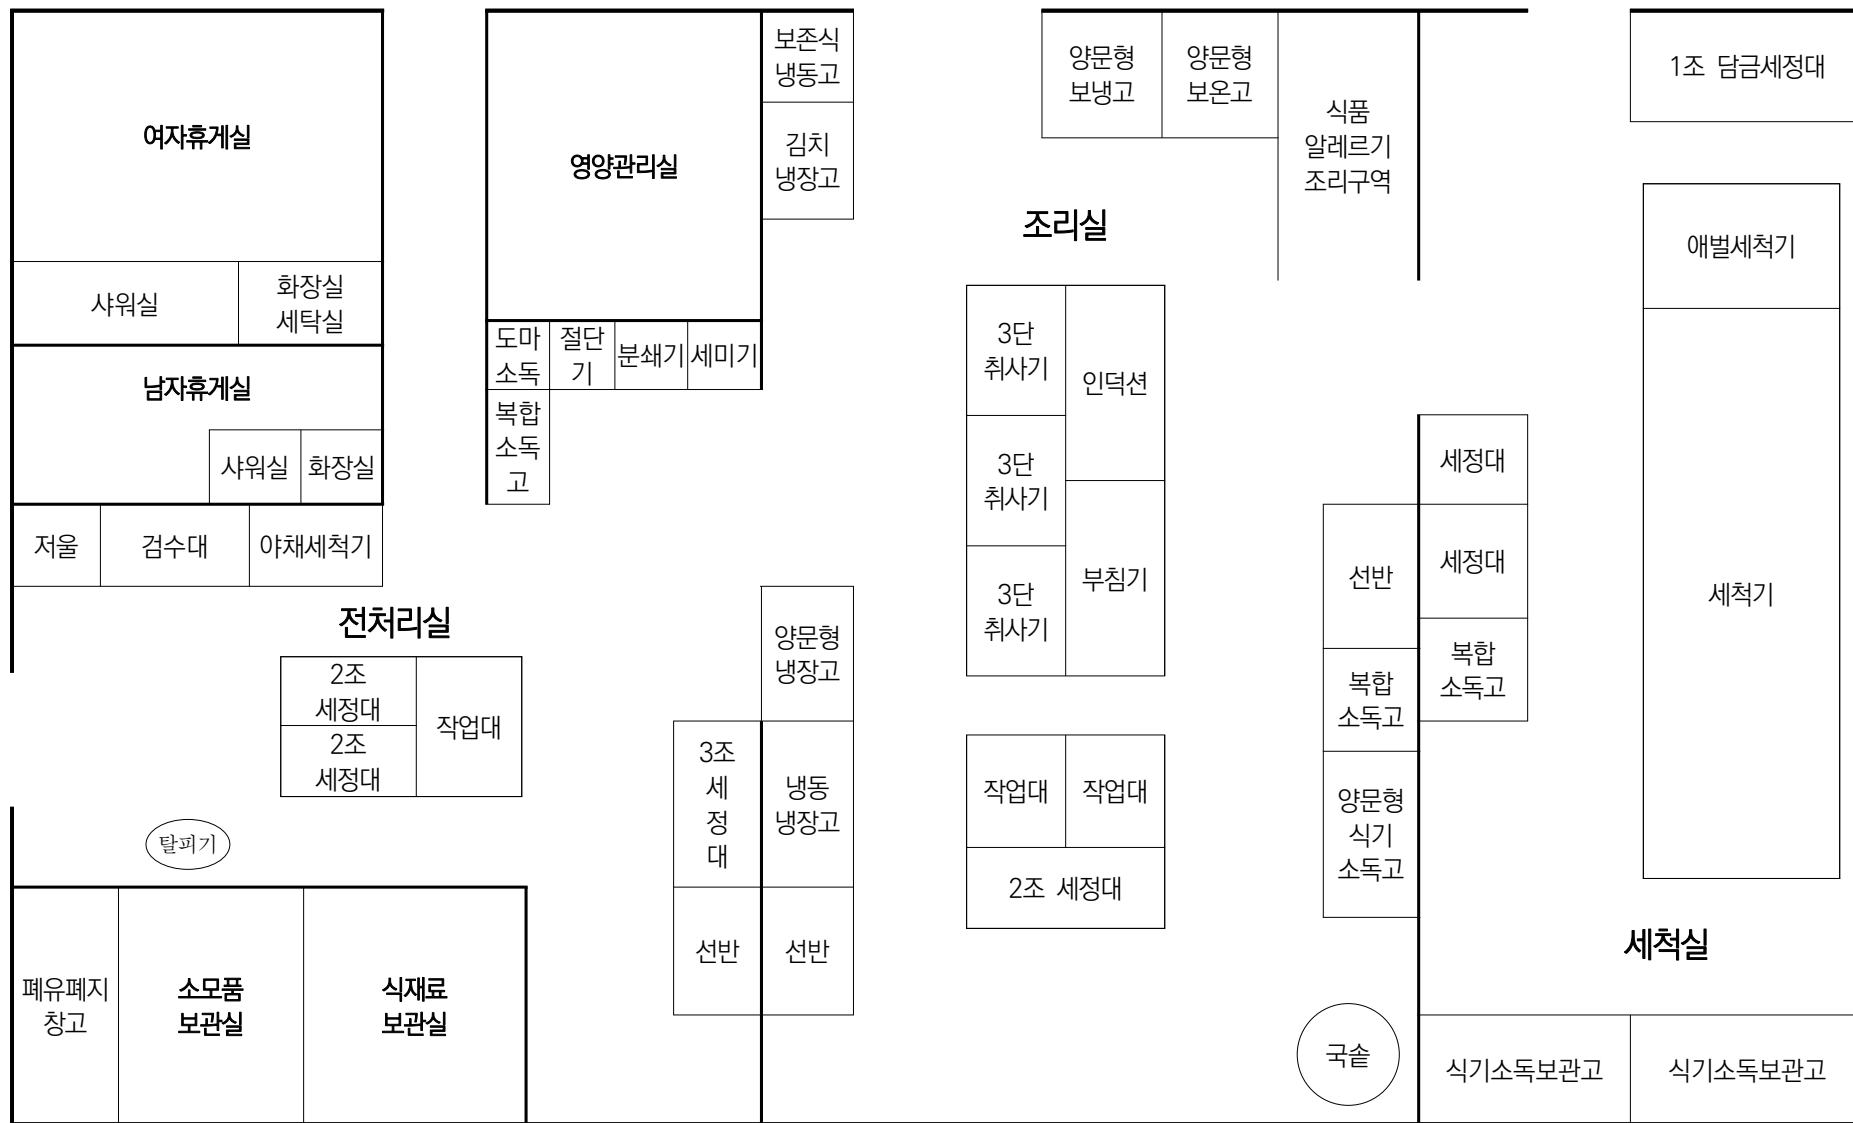 여자휴게실
샤워실
화장실
세탁실
남자휴게실
샤워실
화장실
저울
검수대
야채세척기
영양관리실
보존식
냉동고
김치
냉장고
도마
소독
절단
기
분쇄기
세미기
복합
소독
고
전처리실
2조
세정대
2조
세정대
작업대
탈피기
폐유폐지
창고
소모품
보관실
식재료
보관실
양문형
냉장고
3조
세
정
대
냉동
냉장고
선반
선반
양문형
보냉고
양문형
보온고
식품
알레르기
조리구역
조리실
3단
취사기
3단
취사기
3단
취사기
인덕션
부침기
작업대
작업대
2조 세정대
선반
복합
소독고
양문형
식기
소독고
국솥
1조 담금세정대
애벌세척기
세척기
세정대
세정대
복합
소독고
세척실
식기소독보관고
식기소독보관고